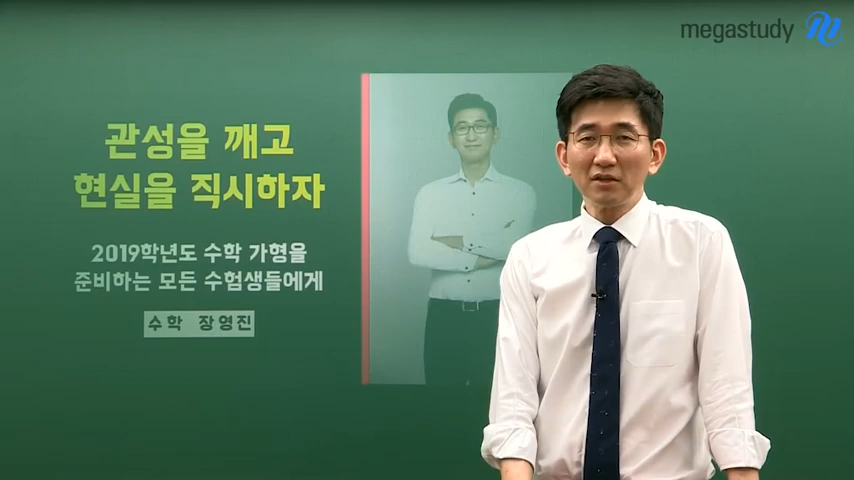 megastudy
관성을 깨고
현실을 직시하자
2019학년도 수학 가형을
준비하는 모든 수험생들에게
수학 장영진